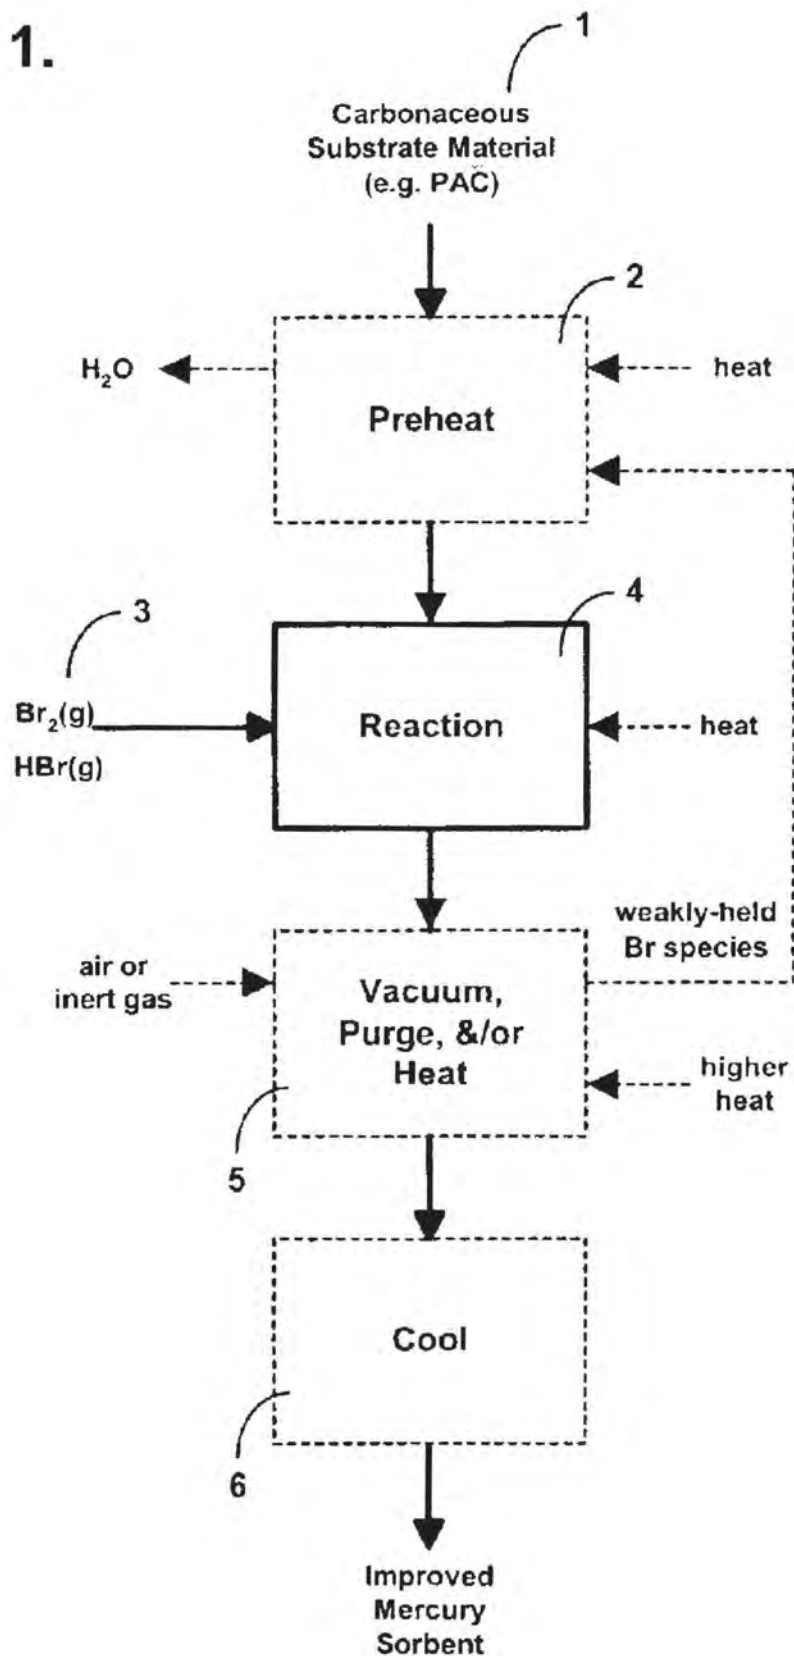 1.
1
Carbonaceous
Substrate Material
(e.g. PAC)
2
H₂O
heat
Preheat
3
4
Br₂(g)
HBr(g)
Reaction
heat
weakly-held
Br species
air or
inert gas
Vacuum,
Purge, &/or
Heat
higher
heat
5
Cool
6
Improved
Mercury
Sorbent